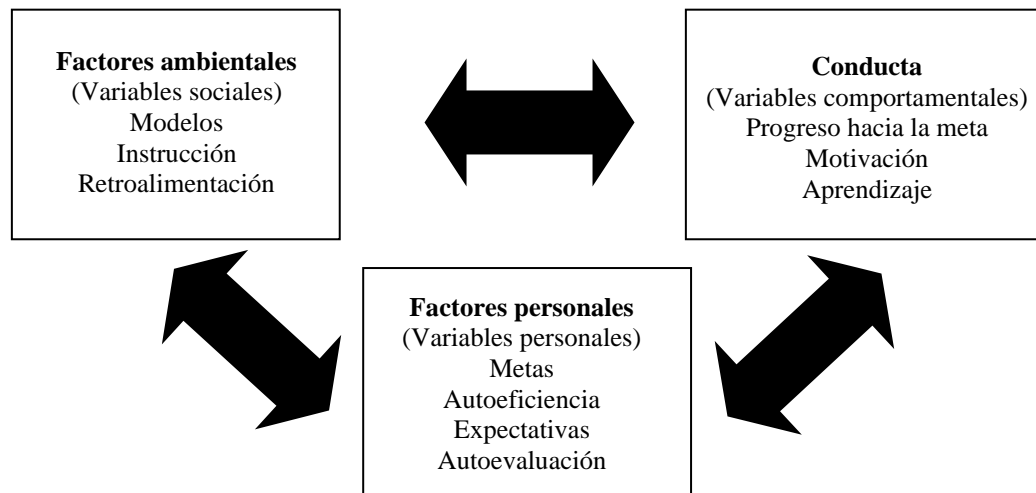 Factores ambientales
(Variables sociales)
Modelos
Instrucción
Retroalimentación
Conducta
(Variables comportamentales)
Progreso hacia la meta
Motivación
Aprendizaje
Factores personales
(Variables personales)
Metas
Autoeficiencia
Expectativas
Autoevaluación